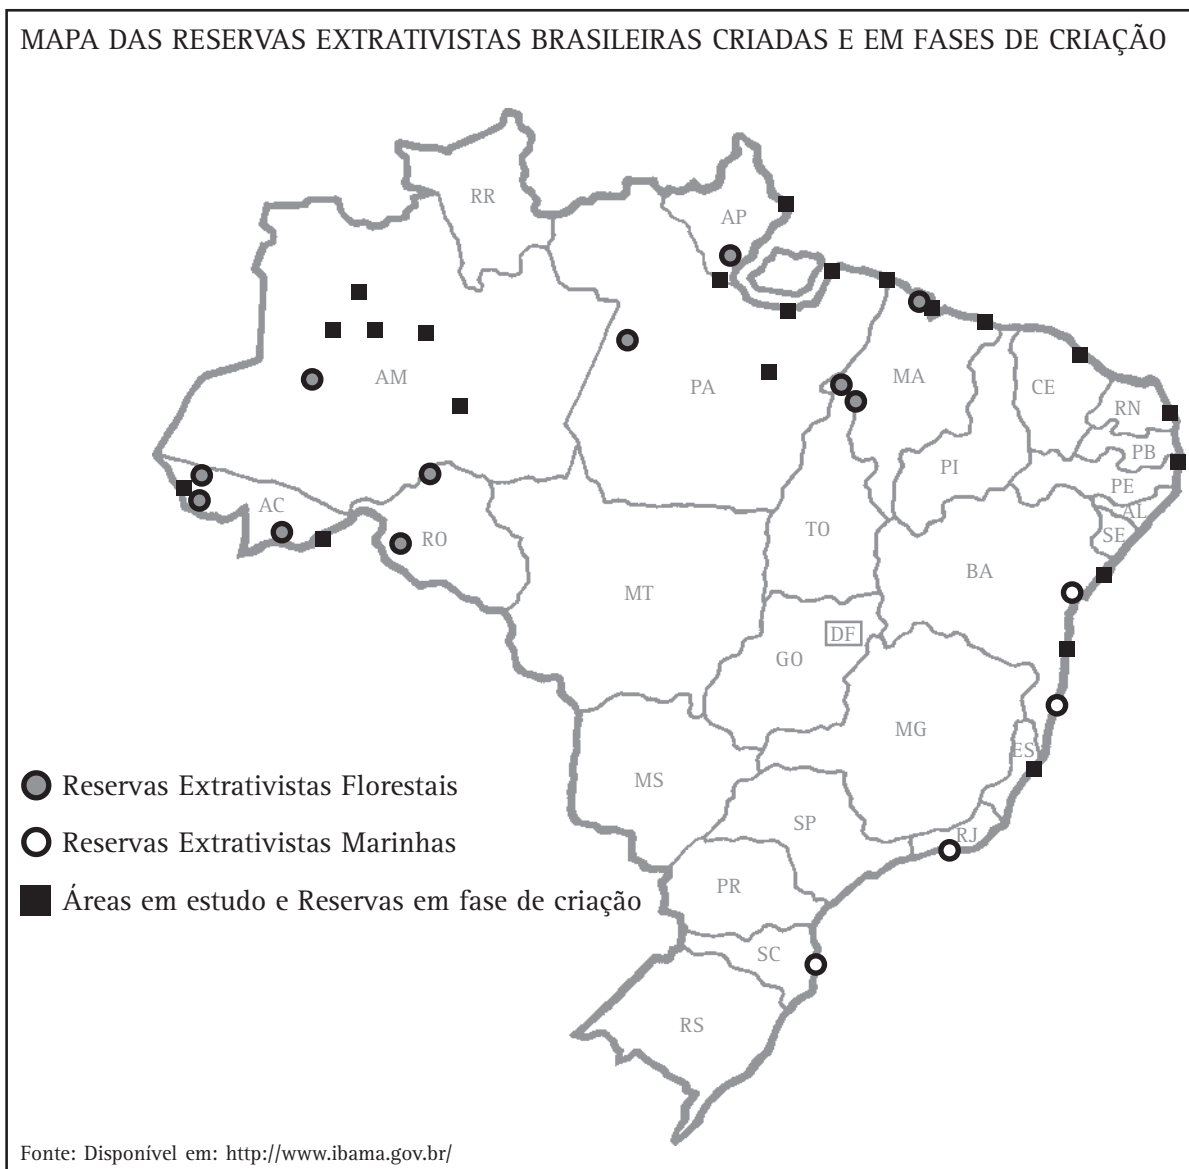 MAPA DAS RESERVAS EXTRATIVISTAS BRASILEIRAS CRIADAS E EM FASES DE CRIAÇÃO
RR
AP
AM
PA
MA
CE
RN
PB
PI
PE
AL
SE
AC
RO
TO
BA
MT
DF
GO
MG
ES
MS
SP
RJ
PR
SC
RS
Reservas Extrativistas Florestais
Reservas Extrativistas Marinhas
Áreas em estudo e Reservas em fase de criação
Fonte: Disponível em: http://www.ibama.gov.br/